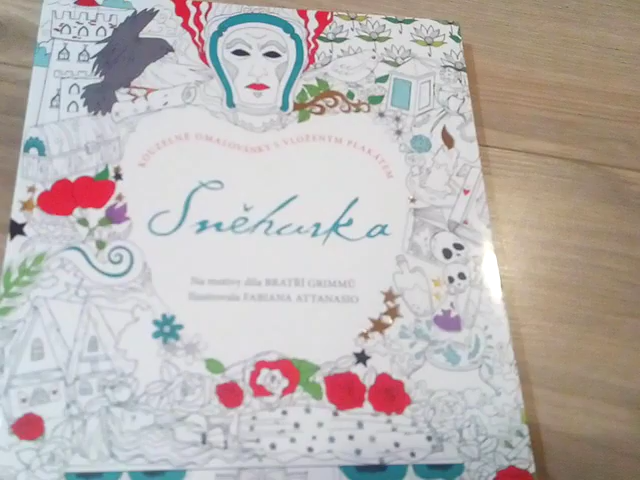 KOUZELNÉ OMALOVÁNKY S VLOŽENÝM PLAKÁTEM
Sněhurka
Na motivy díla BRATŘÍ GRIMMŮ
Ilustrovala FABIANA ATTANASIO